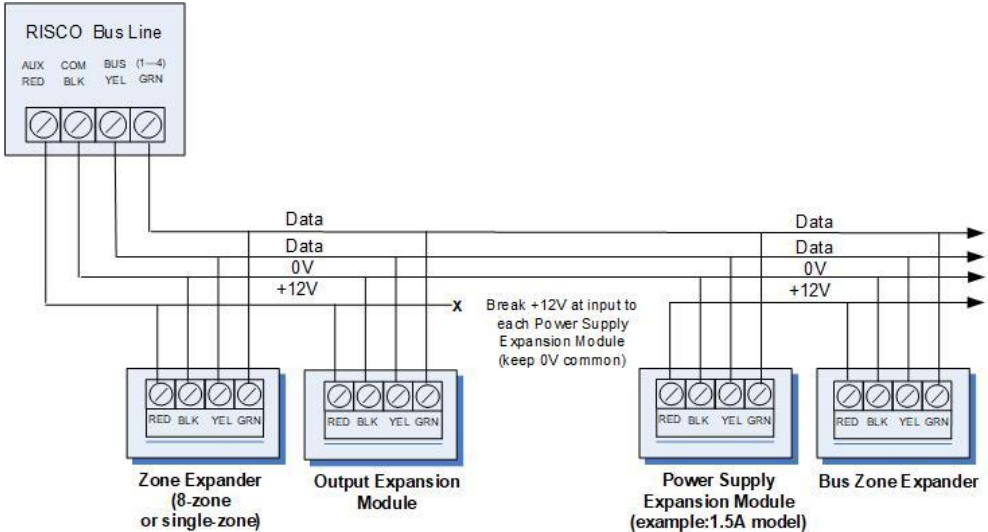 RISCO Bus Line
AUX COM BUS (1—4)
RED BLK YEL GRN
Data
Data
0V
+12V
X
Break +12V at input to
each Power Supply
Expansion Module
(keep 0V common)
Data
Data
0V
+12V
RED BLK YEL GRN
Zone Expander
(8-zone
or single-zone)
RED BLK YEL GRN
Output Expansion
Module
RED BLK YEL GRN
Power Supply
Expansion Module
(example:1.5A model)
RED BLK YEL GRN
Bus Zone Expander